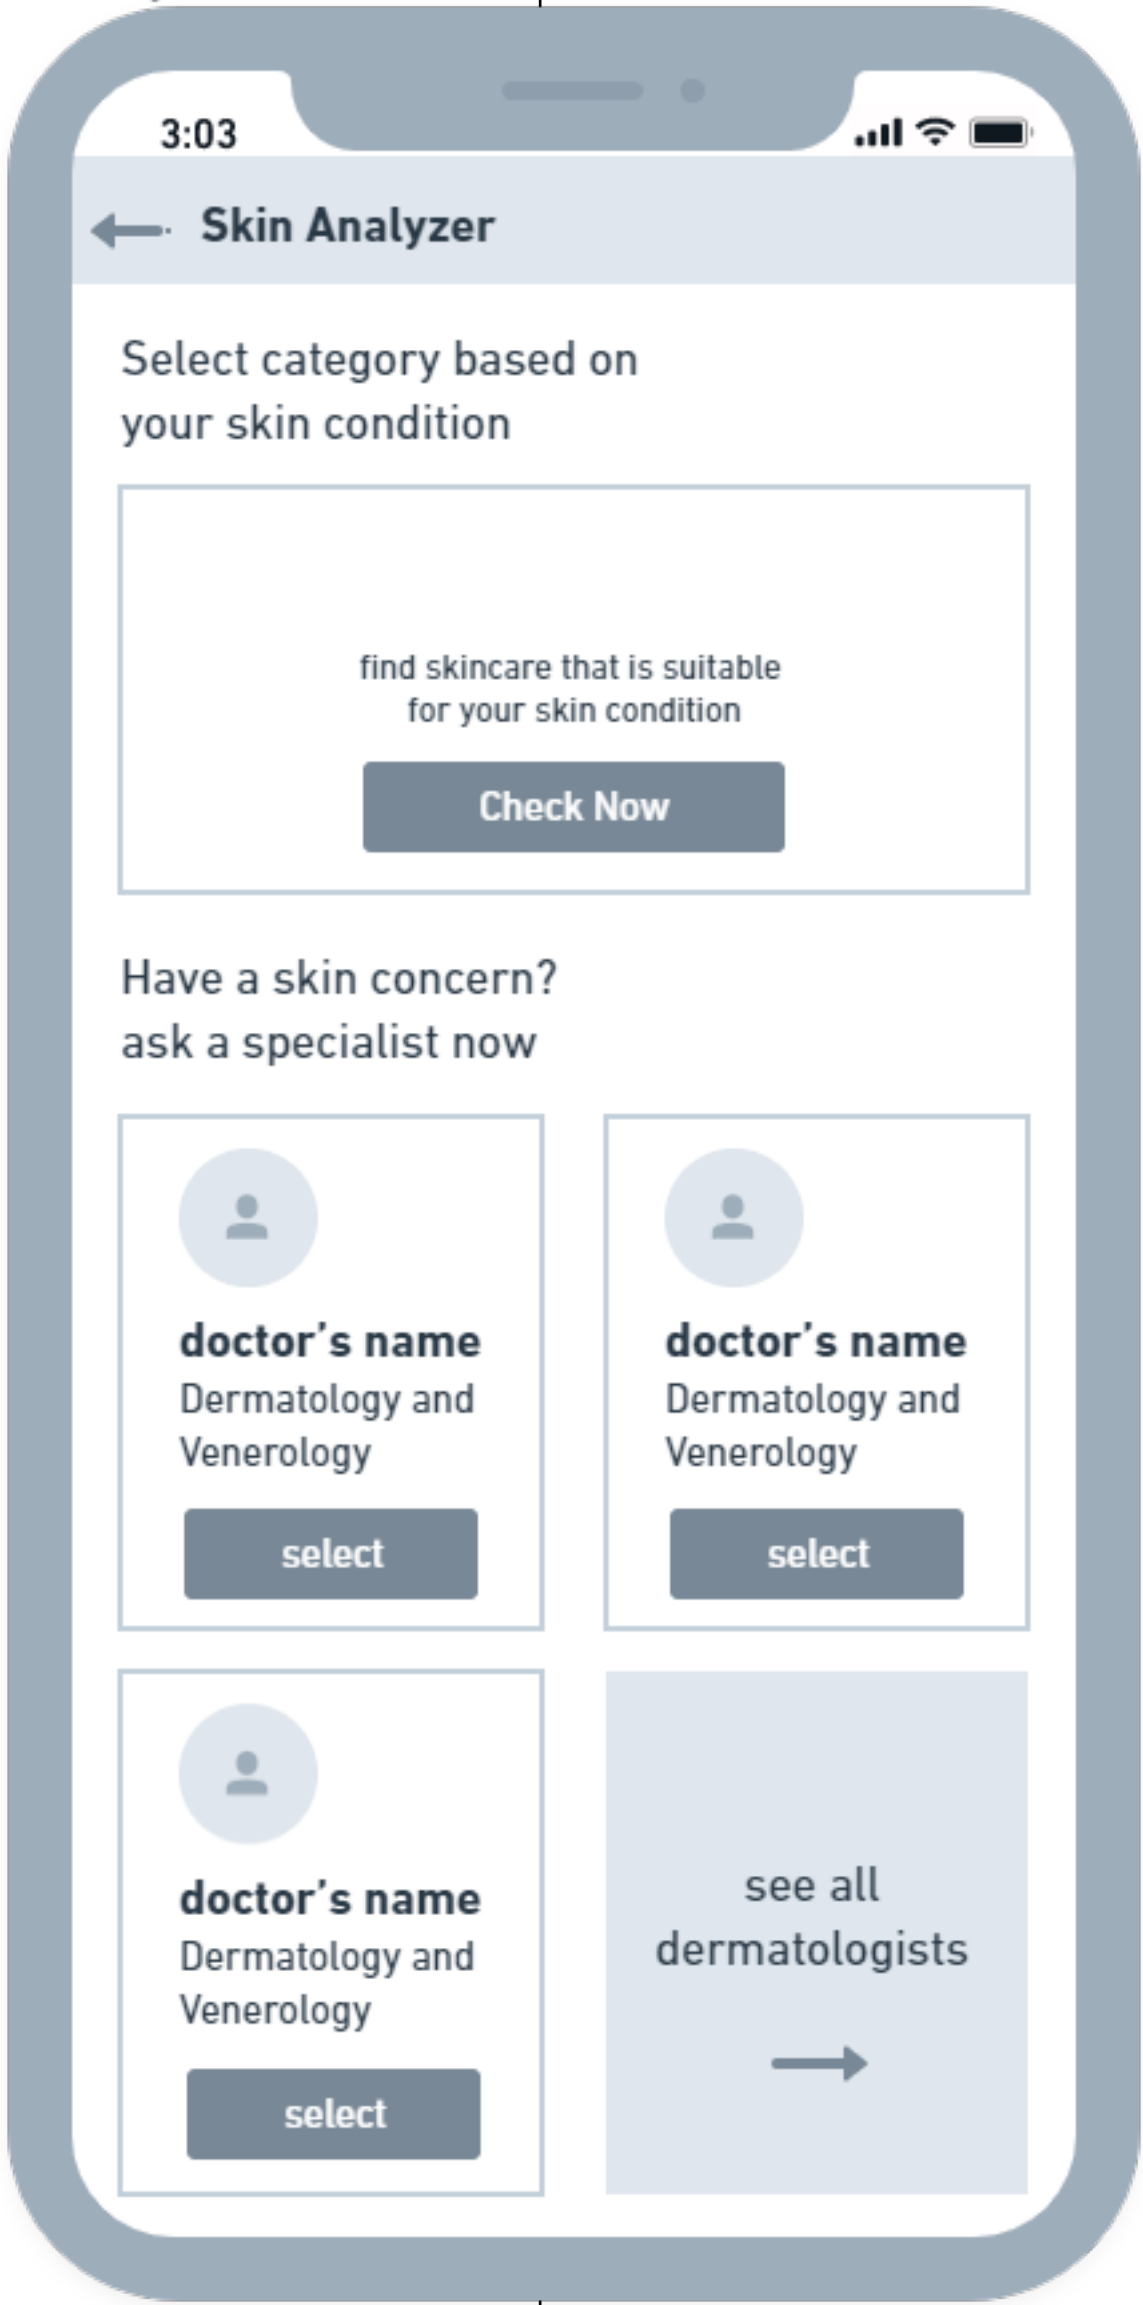 3:03
Skin Analyzer
Select category based on
your skin condition
find skincare that is suitable
for your skin condition
Check Now
Have a skin concern?
ask a specialist now
doctor’s name
Dermatology and
Venerology
select
doctor’s name
Dermatology and
Venerology
select
doctor’s name
Dermatology and
Venerology
select
see all
dermatologists